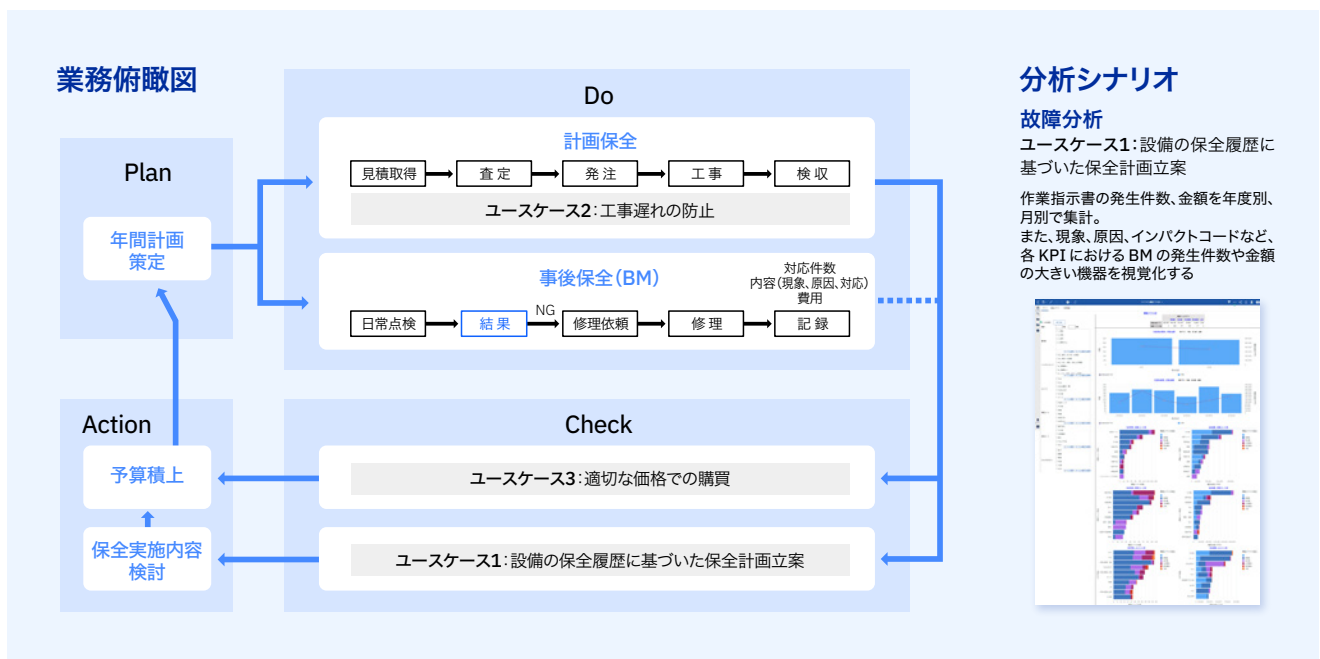 業務俯瞰図
Plan
年間計画
策定
Do
計画保全
見積取得
査定
発注
工事
検収
ユースケース2：工事遅れの防止
事後保全（BM）
対応件数
内容（現象、原因、対応）
費用
日常点検
結果
NG
修理依頼
修理
記録
Action
予算積上
保全実施内容
検討
Check
ユースケース3：適切な価格での購買
ユースケース1：設備の保全履歴に基づいた保全計画立案
分析シナリオ
故障分析
ユースケース1：設備の保全履歴に
基づいた保全計画立案
作業指示書の発生件数、金額を年度別、
月別で集計。
また、現象、原因、インパクトコードなど、
各 KPI における BM の発生件数や金額
の大きい機器を視覚化する